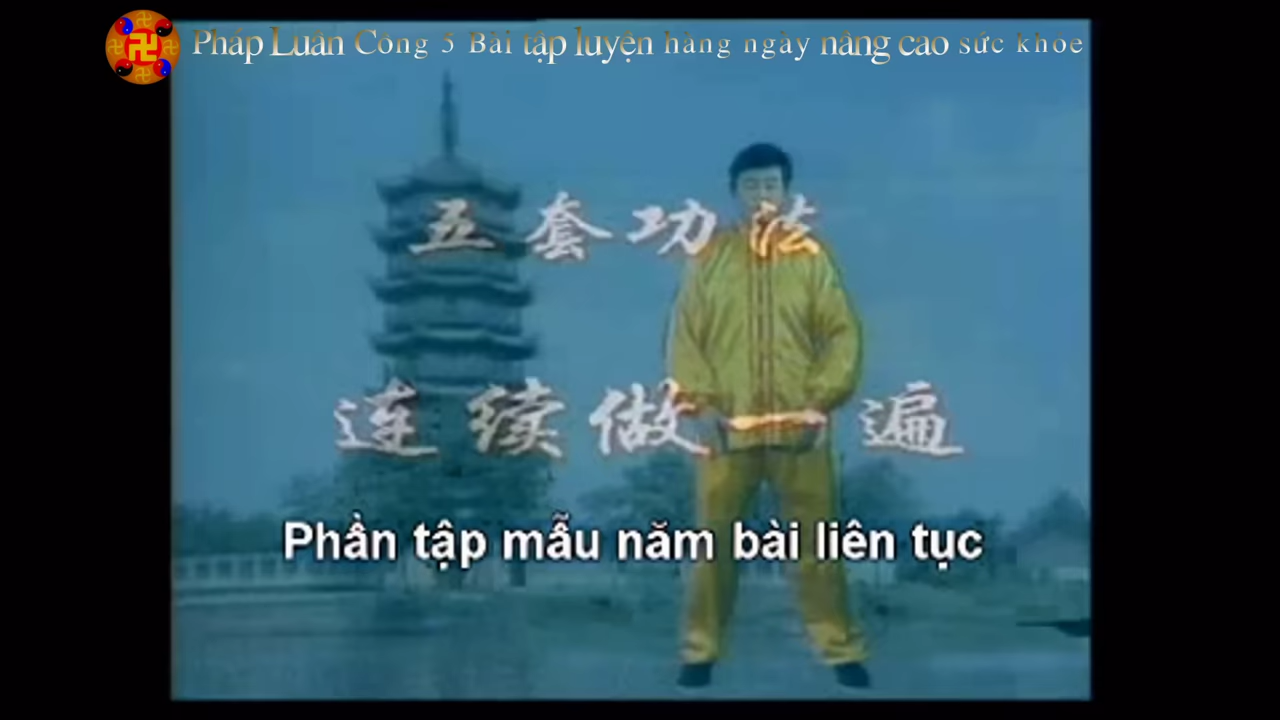 Pháp Luân Công 5 Bài tập luyện hàng ngày nâng cao sức khỏe
五套功法
连续做一遍
Phần tập mẫu năm bài liên tục